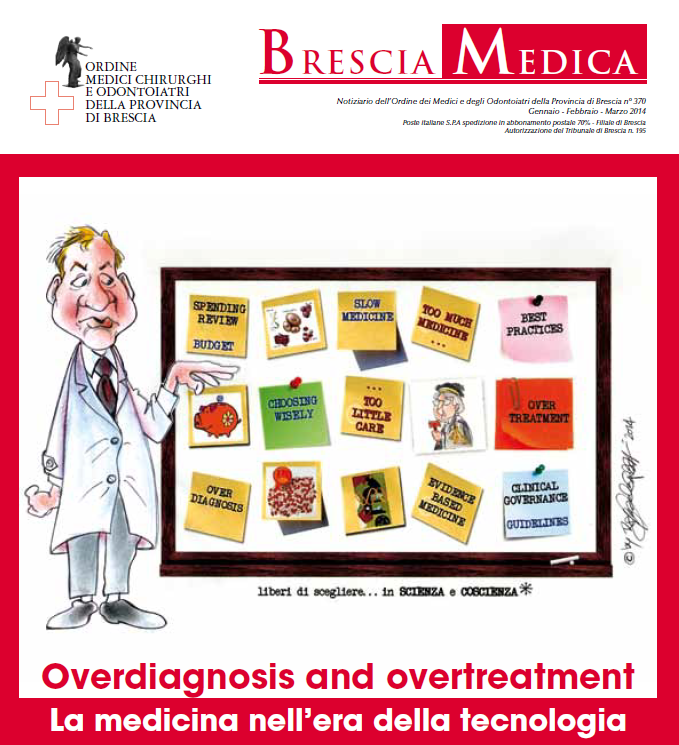 ORDINE
MEDICI CHIRURGHI
E ODONTOIATRI
DELLA PROVINCIA
DI BRESCIA
BRESCIA MEDICA
Notiziario dell'Ordine dei Medici e degli Odontoiatri della Provincia di Brescia n° 370
Gennaio - Febbraio - Marzo 2014
Poste italiane S.P.A spedizione in abbonamento postale 70% - Filiale di Brescia
Autorizzazione del Tribunale di Brescia n. 195
SPENDING
REVIEW
BUDGET
SLOW
MEDICINE
TOO MUCH
MEDICINE
...
BEST
PRACTICES
CHOOSING
WISELY
...
TOO
LITTLE
CARE
OVER
TREATMENT
OVER
DIAGNOSIS
EVIDENCE
BASED
MEDICINE
CLINICAL
GOVERNANCE
GUIDELINES
liberi di scegliere... in SCIENZA e COSCIENZA*
© by
Overdiagnosis and overtreatment
La medicina nell'era della tecnologia